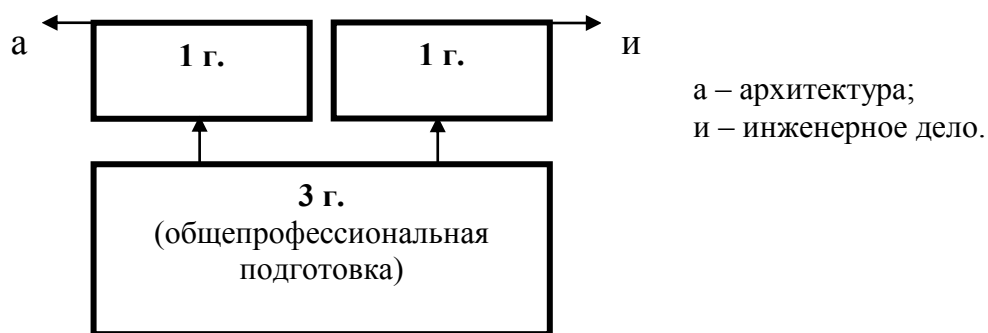 а
1 г.
1 г.
и
а – архитектура;
и – инженерное дело.
3 г.
(общепрофессиональная
подготовка)